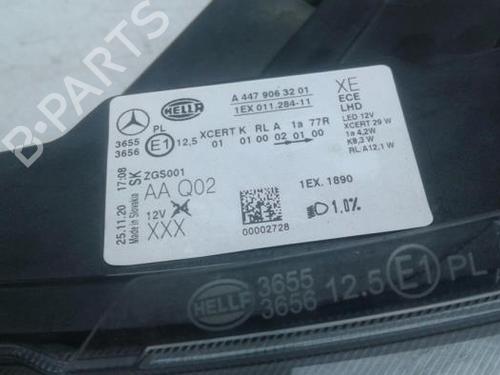 B-PARTS
HELLA
A 447 906 32 01
1EX 011.284-11
XE
ECE
LHD
LED 12V
XCERT 29 W
1a 4,2W
KB,3 W
RL,A12,1 W
3655
3656
PL
E1
12,5
XCERT K RL A 1a 77R
01 01 00 02 01 00
25.11.20 17:08
Made in Slovakia SK
ZGS001
AA Q02
12V
XXX
00002728
1EX. 1890
1.0%
HELLA
3655
3656
12.5
E1
PL